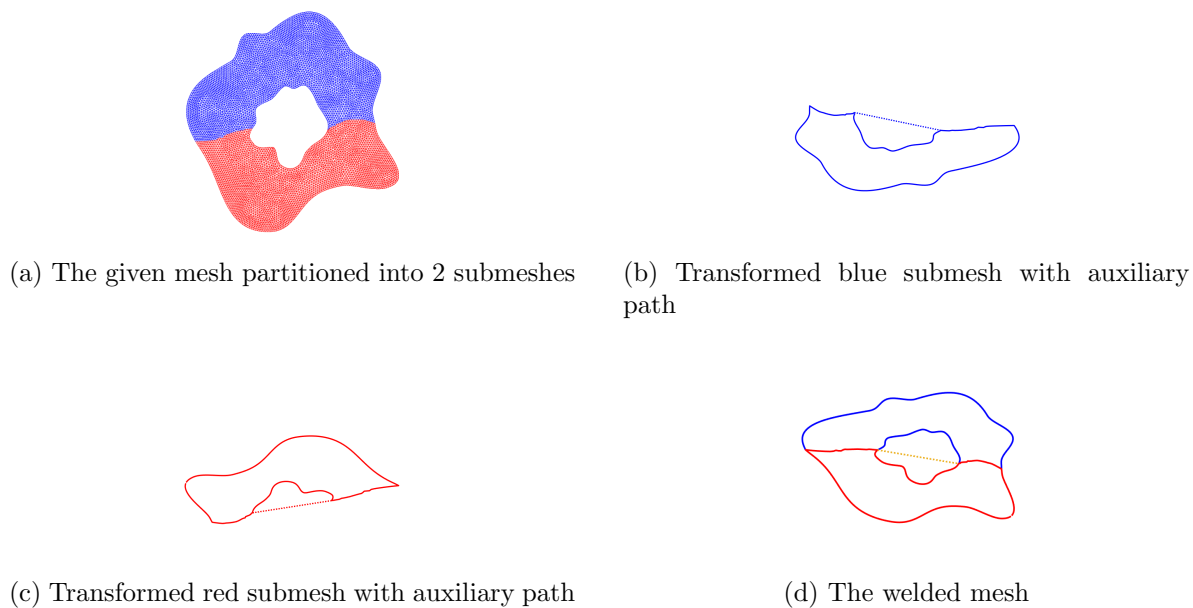 (a) The given mesh partitioned into 2 submeshes
(b) Transformed blue submesh with auxiliary
path
(c) Transformed red submesh with auxiliary path
(d) The welded mesh